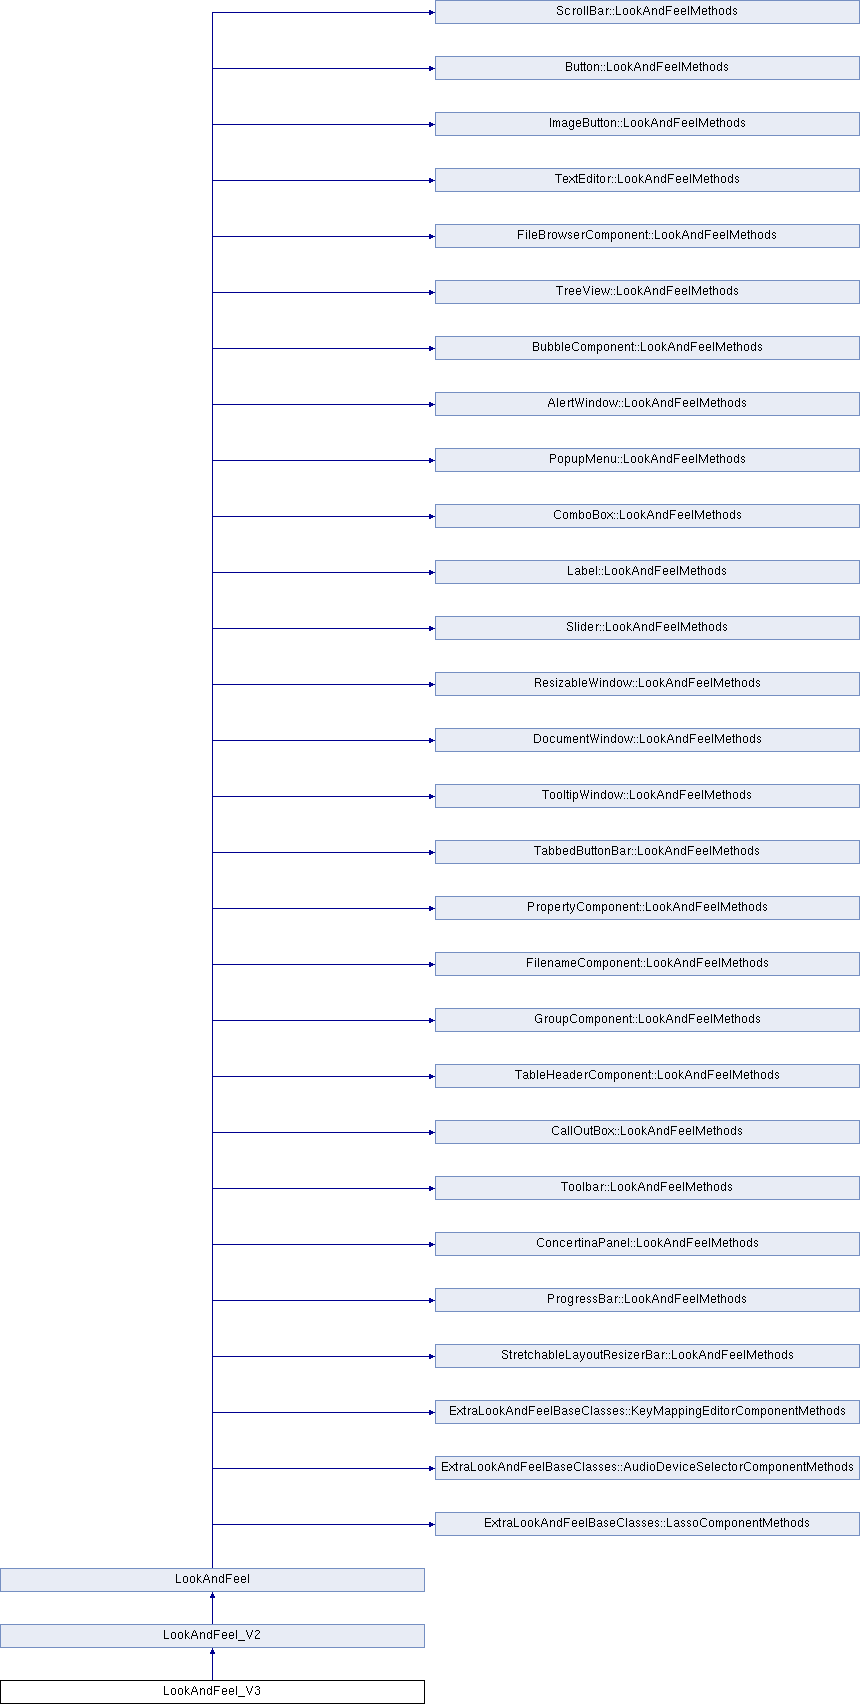 ScrollBar::LookAndFeelMethods
Button::LookAndFeelMethods
ImageButton::LookAndFeelMethods
TextEditor::LookAndFeelMethods
FileBrowserComponent::LookAndFeelMethods
TreeView::LookAndFeelMethods
BubbleComponent::LookAndFeelMethods
AlertWindow::LookAndFeelMethods
PopupMenu::LookAndFeelMethods
ComboBox::LookAndFeelMethods
Label::LookAndFeelMethods
Slider::LookAndFeelMethods
ResizableWindow::LookAndFeelMethods
DocumentWindow::LookAndFeelMethods
TooltipWindow::LookAndFeelMethods
TabbedButtonBar::LookAndFeelMethods
PropertyComponent::LookAndFeelMethods
FilenameComponent::LookAndFeelMethods
GroupComponent::LookAndFeelMethods
TableHeaderComponent::LookAndFeelMethods
CallOutBox::LookAndFeelMethods
Toolbar::LookAndFeelMethods
ConcertinaPanel::LookAndFeelMethods
ProgressBar::LookAndFeelMethods
StretchableLayoutResizerBar::LookAndFeelMethods
ExtraLookAndFeelBaseClasses::KeyMappingEditorComponentMethods
ExtraLookAndFeelBaseClasses::AudioDeviceSelectorComponentMethods
ExtraLookAndFeelBaseClasses::LassoComponentMethods
LookAndFeel
LookAndFeel_V2
LookAndFeel_V3